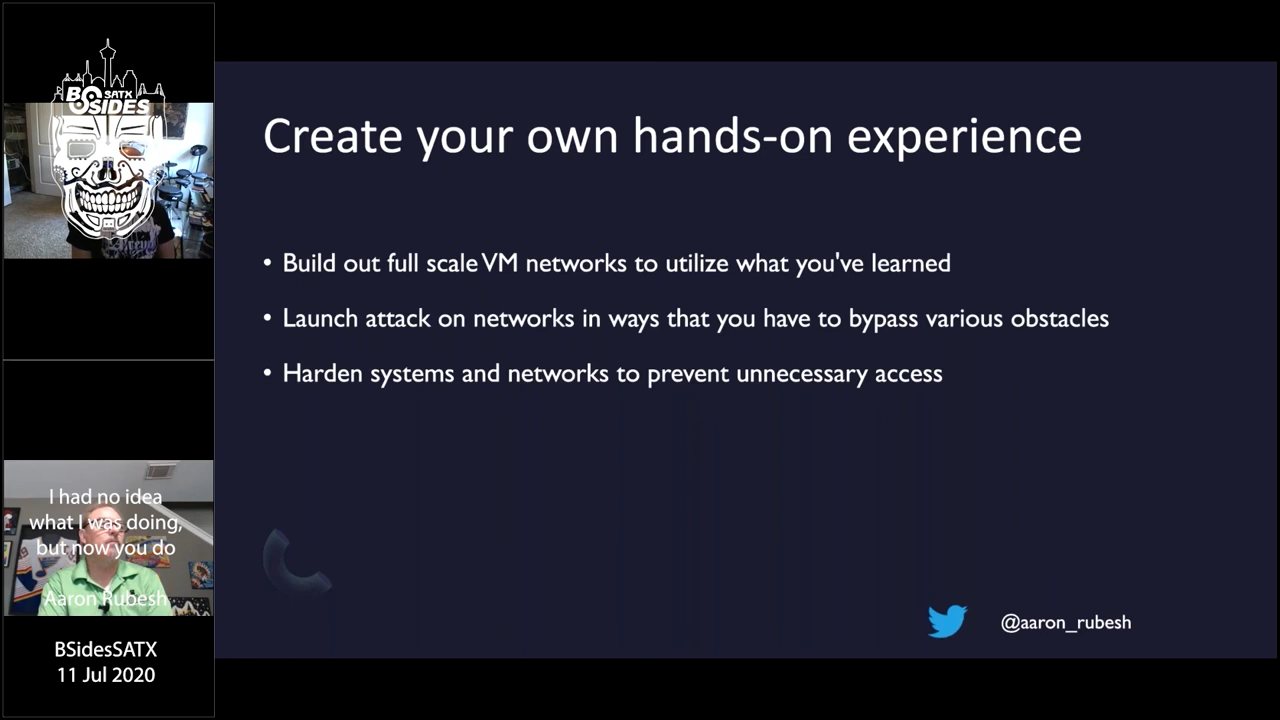 BSIDES
SATX
Create your own hands-on experience
• Build out full scale VM networks to utilize what you've learned
• Launch attack on networks in ways that you have to bypass various obstacles
• Harden systems and networks to prevent unnecessary access
I had no idea
what I was doing,
but now you do
Aaron Rubesh
BSidesSATX
11 Jul 2020
@aaron_rubesh